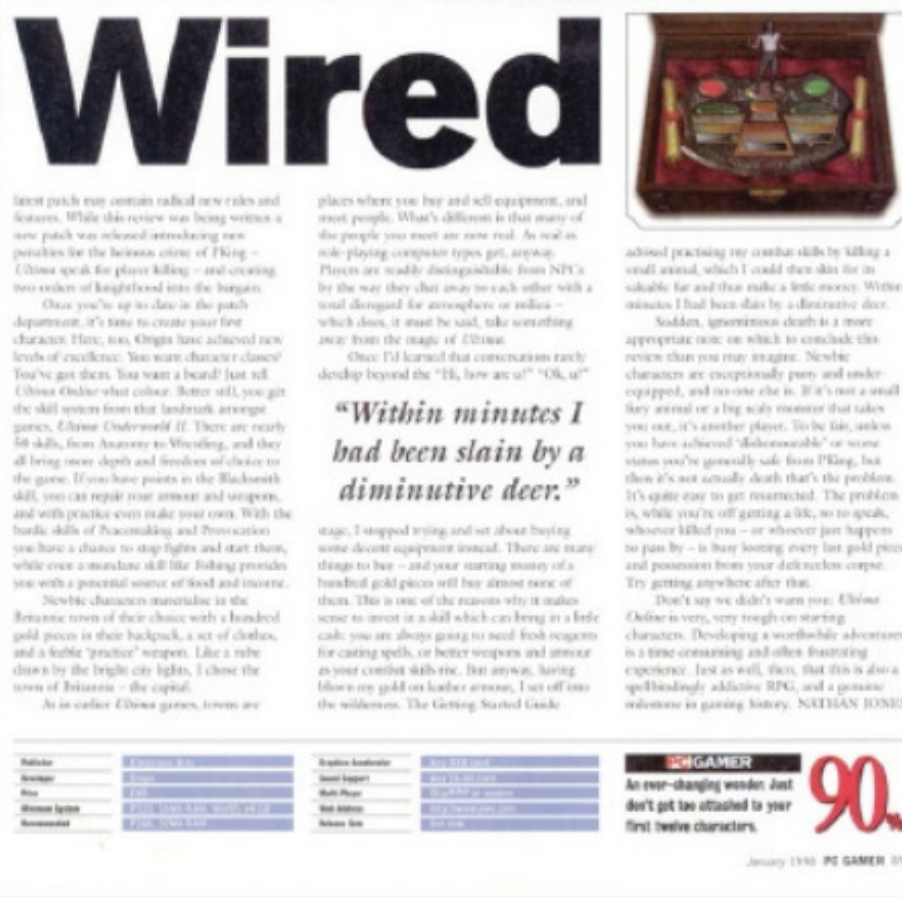 Wired
latest patch may contain radical new rules and
features. While this review was being written a
new patch was released introducing new
penalties for the heinous crime of PKing –
Ultima speak for player killing – and creating
two orders of knighthood into the bargain.
Once you're up to date in the patch
department, it's time to create your first
character. Here, too, Origin have achieved new
levels of excellence. You want character classes?
You've got them. You want a beard? Just tell
Ultima Online what colour. Better still, you get
the skill system from that landmark amongst
games, Ultima Underworld II. There are nearly
50 skills, from Anatomy to Wrestling, and they
all bring more depth and freedom of choice to
the game. If you have points in the Blacksmith
skill, you can repair your armour and weapons,
and with practice even make your own. With the
bardic skills of Peacemaking and Provocation
you have a chance to stop fights and start them,
while even a mundane skill like Fishing provides
you with a potential source of food and income.
Newbie characters materialise in the
Britannic town of their choice with a hundred
gold pieces in their backpack, a set of clothes,
and a feeble "practice" weapon. Like a rube
drawn by the bright city lights, I chose the
town of Britannia – the capital.
As in earlier Ultima games, towns are
places where you buy and sell equipment, and
meet people. What's different is that many of
the people you meet are now real. As real as
role-playing computer types get, anyway.
Players are readily distinguishable from NPCs
by the way they chat away to each other with a
total disregard for atmosphere or milieu –
which does, it must be said, take something
away from the magic of Ultima.
Once I'd learned that conversations rarely
develop beyond the "Hi, how are u?" "Ok, u?"
"Within minutes I
had been slain by a
diminutive deer."
stage, I stopped trying and set about buying
some decent equipment instead. There are many
things to buy – and your starting money of a
hundred gold pieces will buy almost none of
them. This is one of the reasons why it makes
sense to invest in a skill which can bring in a little
cash: you are always going to need fresh reagents
for casting spells, or better weapons and armour
as your combat skills rise. But anyway, having
blown my gold on leather armour, I set off into
the wilderness. The Getting Started Guide
advised practising my combat skills by killing a
small animal, which I could then skin for its
saleable fur and thus make a little money. Within
minutes I had been slain by a diminutive deer.
Sudden, ignominious death is a more
appropriate note on which to conclude this
review than you may imagine. Newbie
characters are exceptionally puny and under-
equipped, and no-one else is. If it's not a small
fury animal or a big scaly monster that takes
you out, it's another player. To be fair, unless
you have achieved 'dishonourable' or worse
status you're generally safe from PKing, but
then it's not actually death that's the problem.
It's quite easy to get resurrected. The problem
is, while you're off getting a life, so to speak,
whoever killed you – or whoever just happens
to pass by – is busy looting every last gold piece
and possession from your defenceless corpse.
Try getting anywhere after that.
Don't say we didn't warn you: Ultima
Online is very, very tough on starting
characters. Developing a worthwhile adventurer
is a time consuming and often frustrating
experience. Just as well, then, that this is also a
spellbindingly addictive RPG, and a genuine
milestone in gaming history. NATHAN JONES
Publisher Electronic Arts
Developer Origin
Price
Minimum System
Recommended
Graphics Accelerator
Sound Support
Multi-Player
Web Address
Release Date
PC GAMER
An ever-changing wonder. Just
don't get too attached to your
first twelve characters.
90%
January 1998 PC GAMER